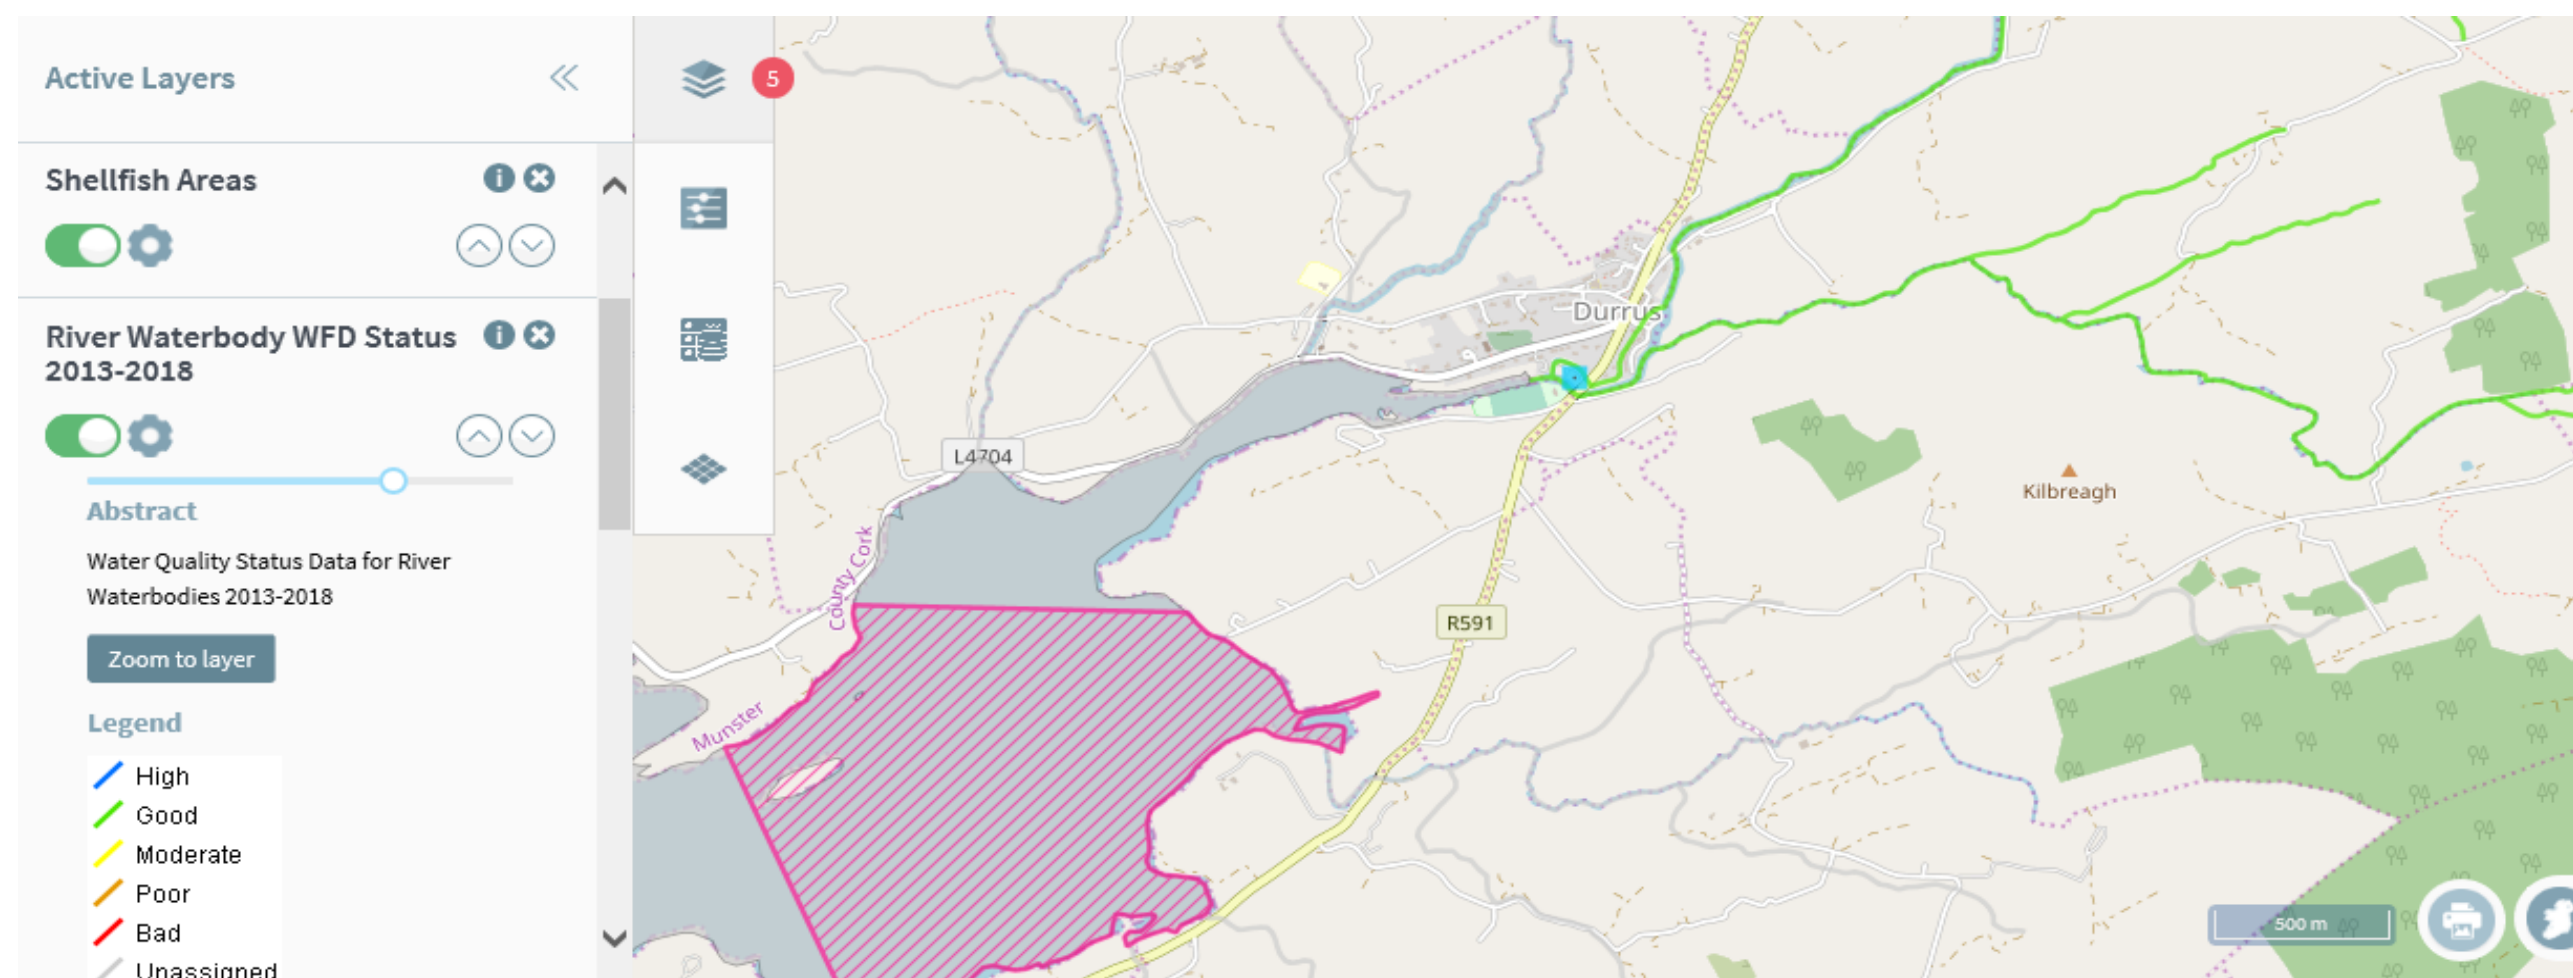 Active Layers
5
Shellfish Areas
River Waterbody WFD Status
2013-2018
Abstract
Water Quality Status Data for River
Waterbodies 2013-2018
Zoom to layer
Legend
High
Good
Moderate
Poor
Bad
Unassigned
Durrus
L4704
Kilbreagh
County Cork
R591
Munster
500 m